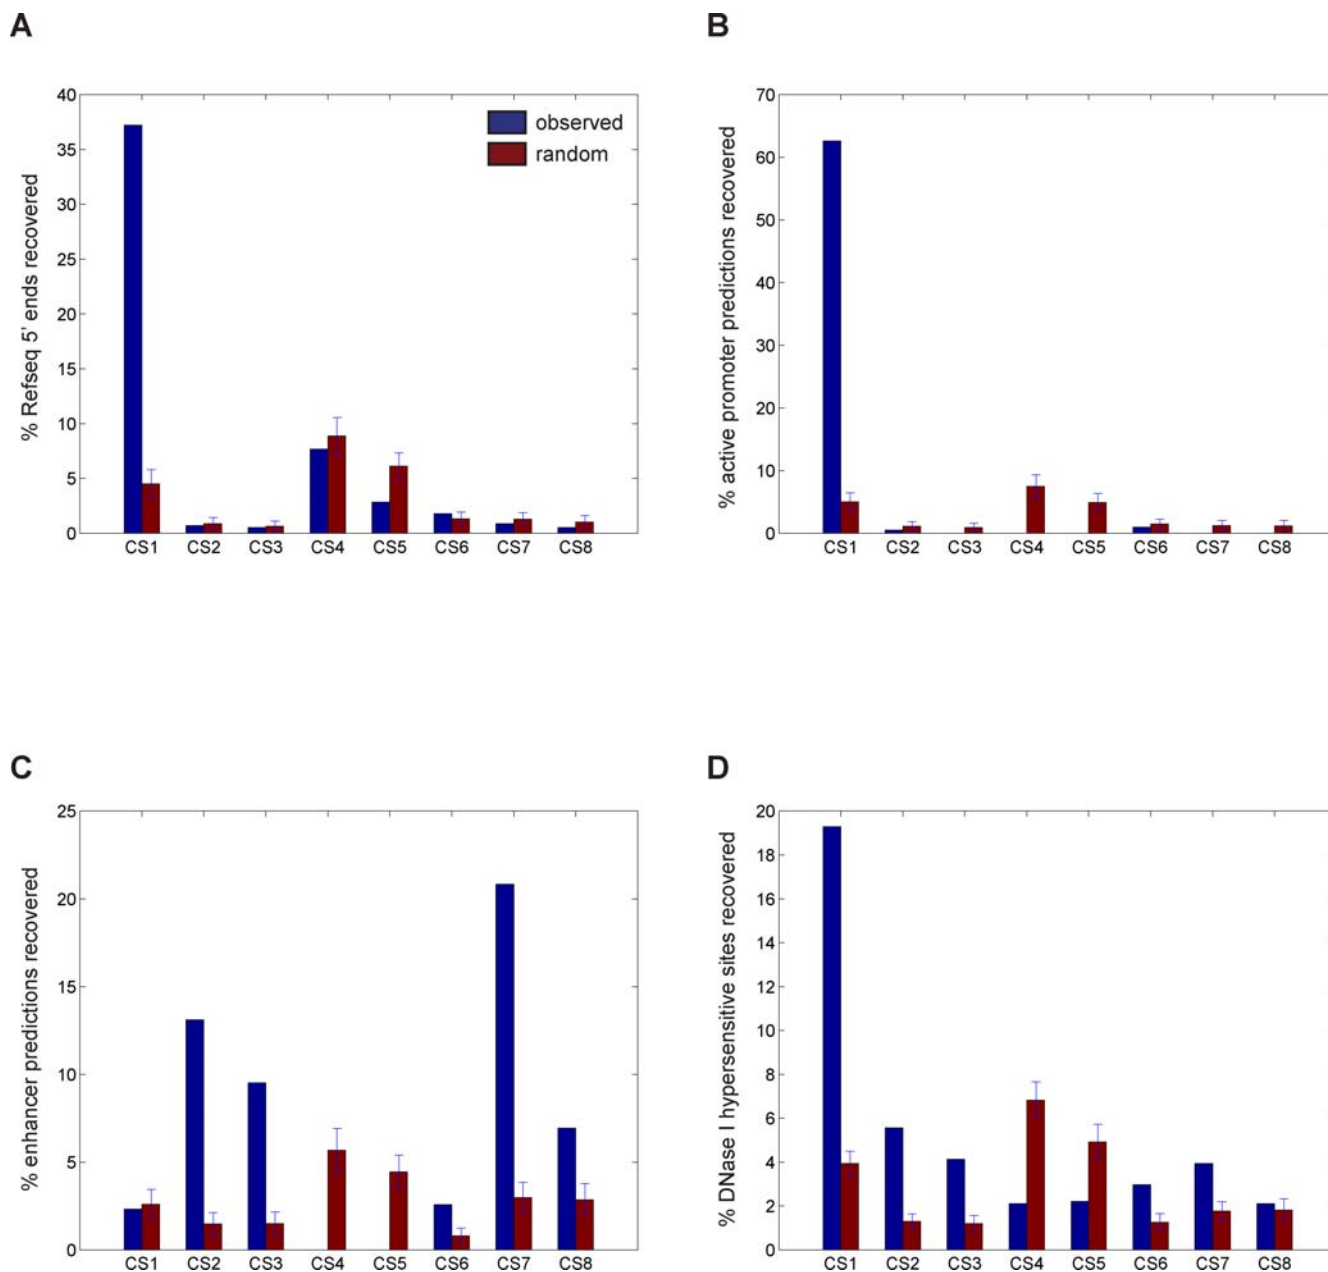 A
% Refseq 5' ends recovered
40
35
30
25
20
15
10
5
0
observed
random
CS1 CS2 CS3 CS4 CS5 CS6 CS7 CS8
B
% active promoter predictions recovered
70
60
50
40
30
20
10
0
CS1 CS2 CS3 CS4 CS5 CS6 CS7 CS8
C
% enhancer predictions recovered
25
20
15
10
5
0
CS1 CS2 CS3 CS4 CS5 CS6 CS7 CS8
D
% DNase I hypersensitive sites recovered
20
18
16
14
12
10
8
6
4
2
0
CS1 CS2 CS3 CS4 CS5 CS6 CS7 CS8